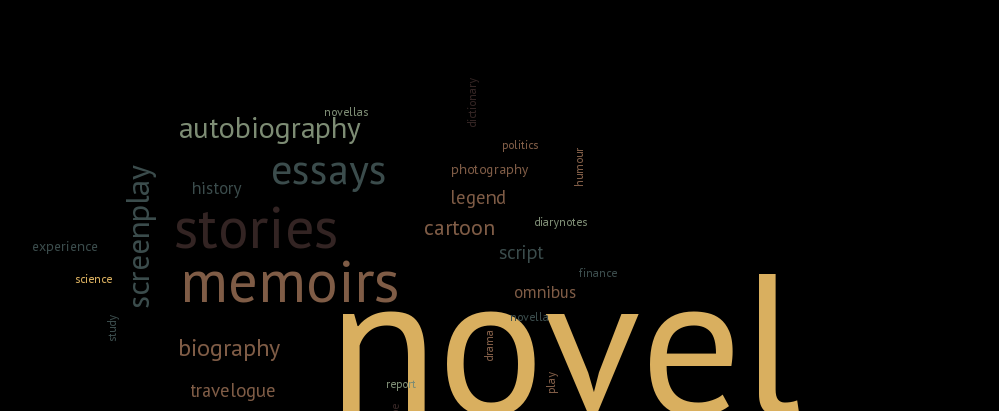 dictionary
novellas
autobiography
politics
humour
photography
essays
history
legend
screenplay
stories
diarynotes
cartoon
experience
script
science
finance
memoirs
omnibus
novel
novella
study
drama
biography
play
report
travelogue